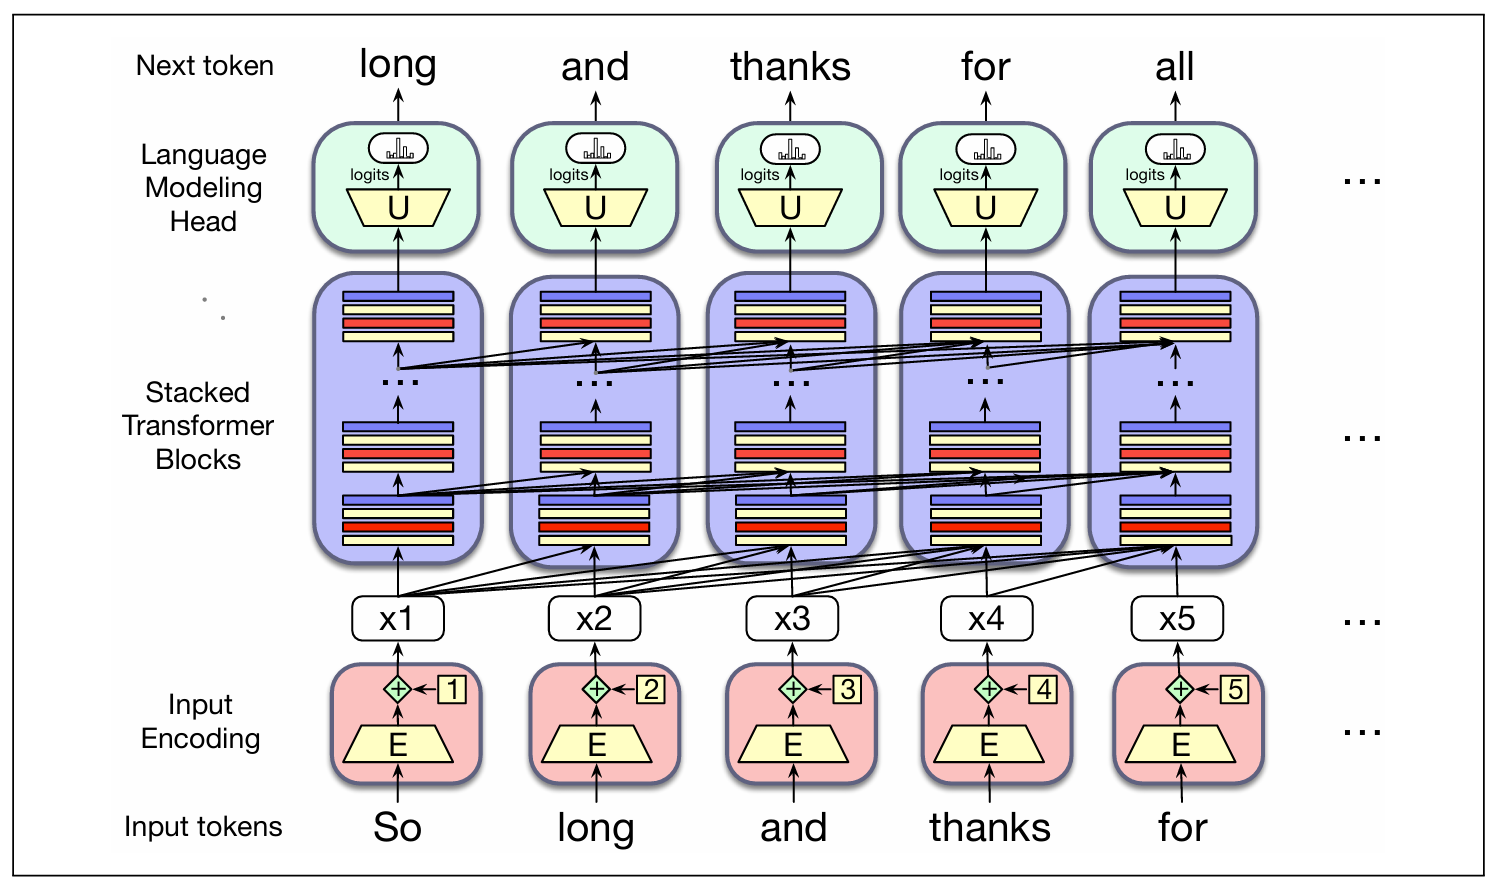 Next token
long and thanks for all
Language
Modeling
Head
logits logits logits logits logits
U U U U U
...
Stacked
Transformer
Blocks
... ... ... ... ...
...
x1 x2 x3 x4 x5
...
Input
Encoding
+ 1 + 2 + 3 + 4 + 5
E E E E E
...
Input tokens
So long and thanks for